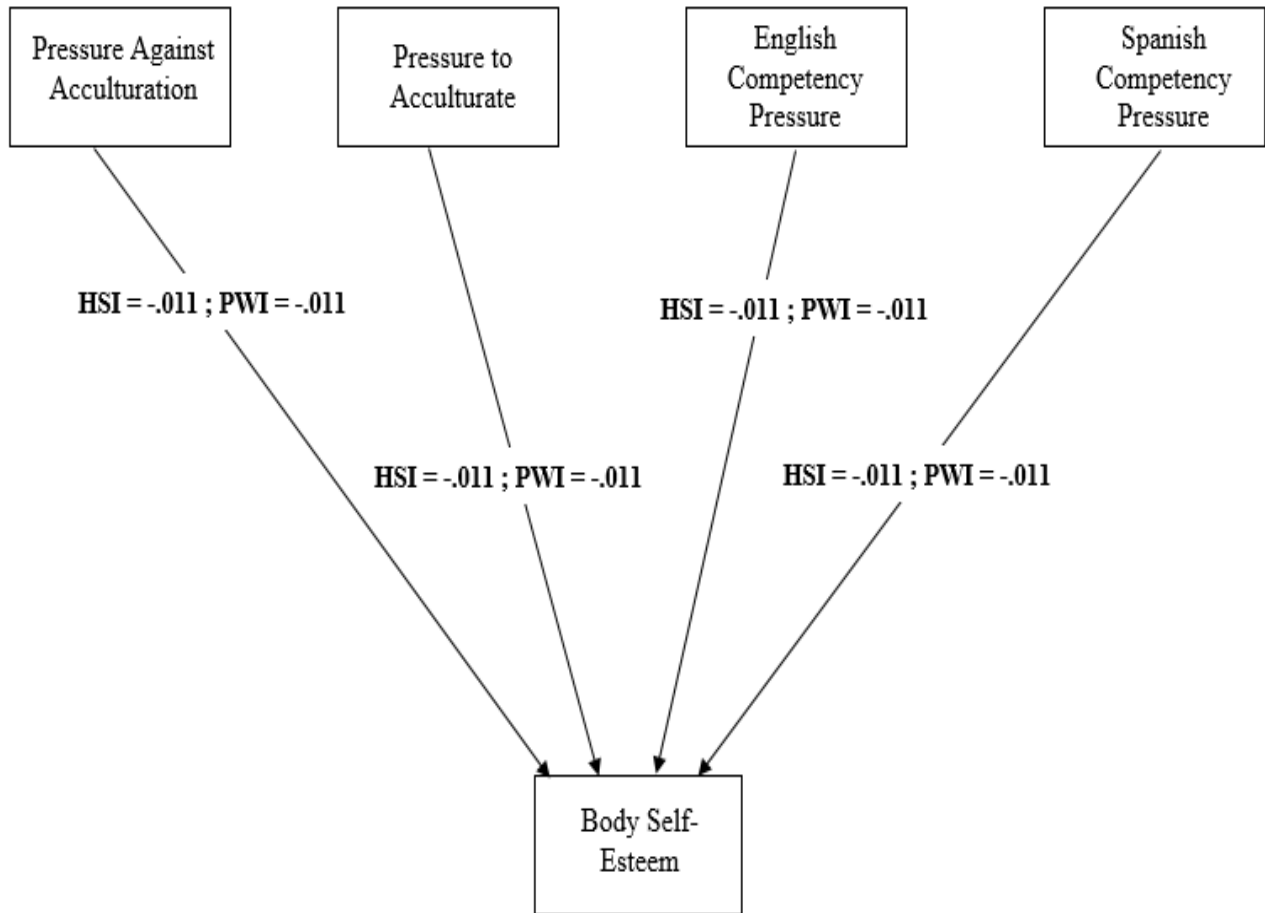 Pressure Against
Acculturation
Pressure to
Acculturate
English
Competency
Pressure
Spanish
Competency
Pressure
HSI = -.011 ; PWI = -.011
HSI = -.011 ; PWI = -.011
HSI = -.011 ; PWI = -.011
HSI = -.011 ; PWI = -.011
Body Self-
Esteem